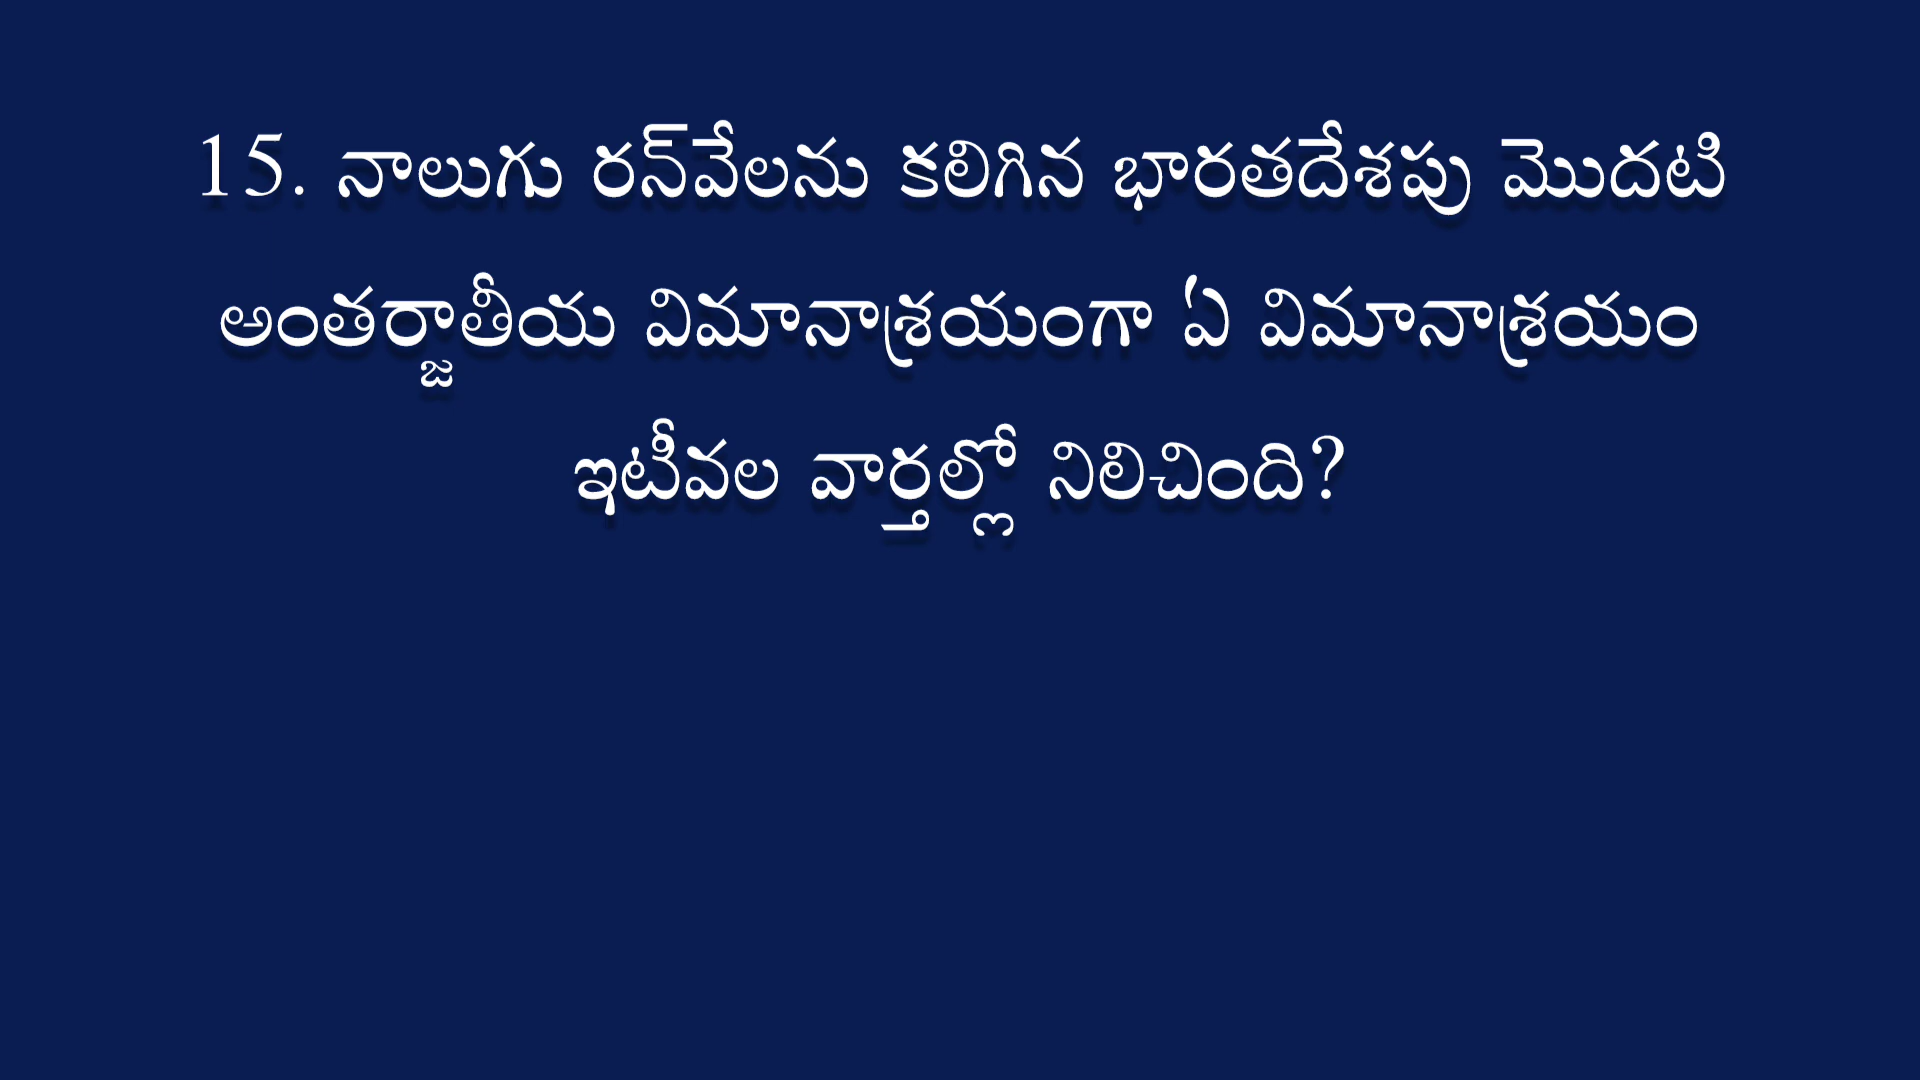 15. నాలుగు రన్‌వేలను కలిగిన భారతదేశపు మొదటి
అంతర్జాతీయ విమానాశ్రయంగా ఏ విమానాశ్రయం
ఇటీవల వార్తల్లో నిలిచింది?